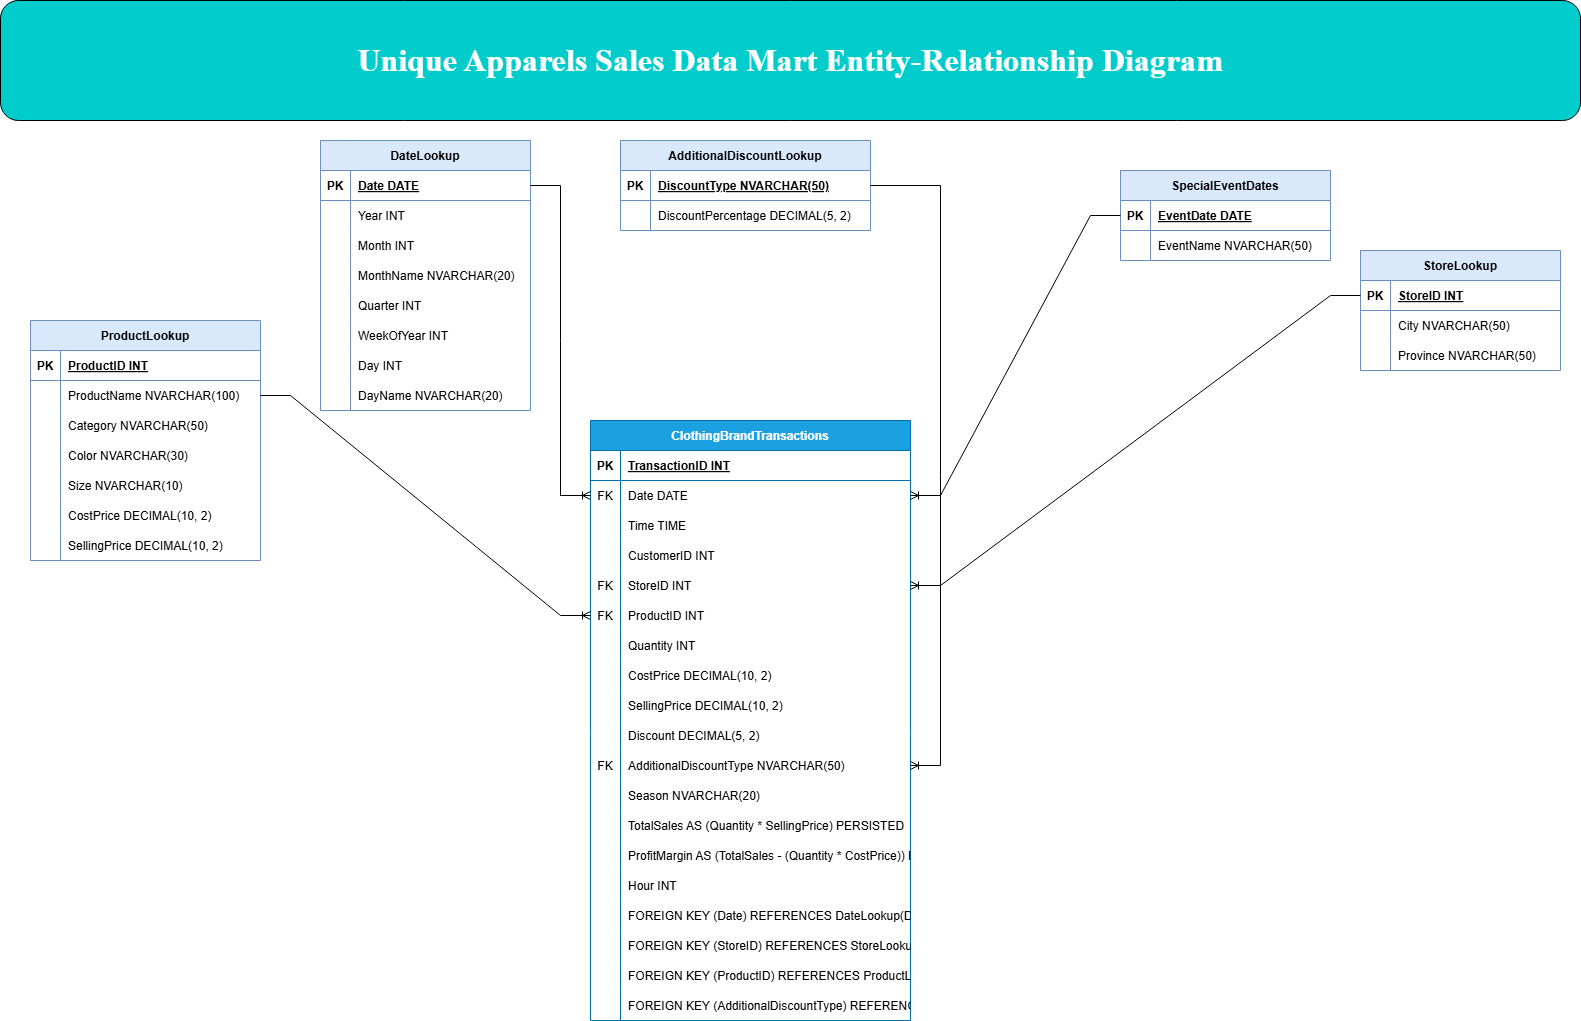 Unique Apparels Sales Data Mart Entity-Relationship Diagram
DateLookup
PK Date DATE
Year INT
Month INT
MonthName NVARCHAR(20)
Quarter INT
WeekOfYear INT
Day INT
DayName NVARCHAR(20)
AdditionalDiscountLookup
PK DiscountType NVARCHAR(50)
DiscountPercentage DECIMAL(5, 2)
SpecialEventDates
PK EventDate DATE
EventName NVARCHAR(50)
StoreLookup
PK StoreID INT
City NVARCHAR(50)
Province NVARCHAR(50)
ProductLookup
PK ProductID INT
ProductName NVARCHAR(100)
Category NVARCHAR(50)
Color NVARCHAR(30)
Size NVARCHAR(10)
CostPrice DECIMAL(10, 2)
SellingPrice DECIMAL(10, 2)
ClothingBrandTransactions
PK TransactionID INT
FK Date DATE
Time TIME
CustomerID INT
FK StoreID INT
FK ProductID INT
Quantity INT
CostPrice DECIMAL(10, 2)
SellingPrice DECIMAL(10, 2)
Discount DECIMAL(5, 2)
FK AdditionalDiscountType NVARCHAR(50)
Season NVARCHAR(20)
TotalSales AS (Quantity * SellingPrice) PERSISTED
ProfitMargin AS (TotalSales - (Quantity * CostPrice))
Hour INT
FOREIGN KEY (Date) REFERENCES DateLookup(D
FOREIGN KEY (StoreID) REFERENCES StoreLooku
FOREIGN KEY (ProductID) REFERENCES ProductL
FOREIGN KEY (AdditionalDiscountType) REFEREN